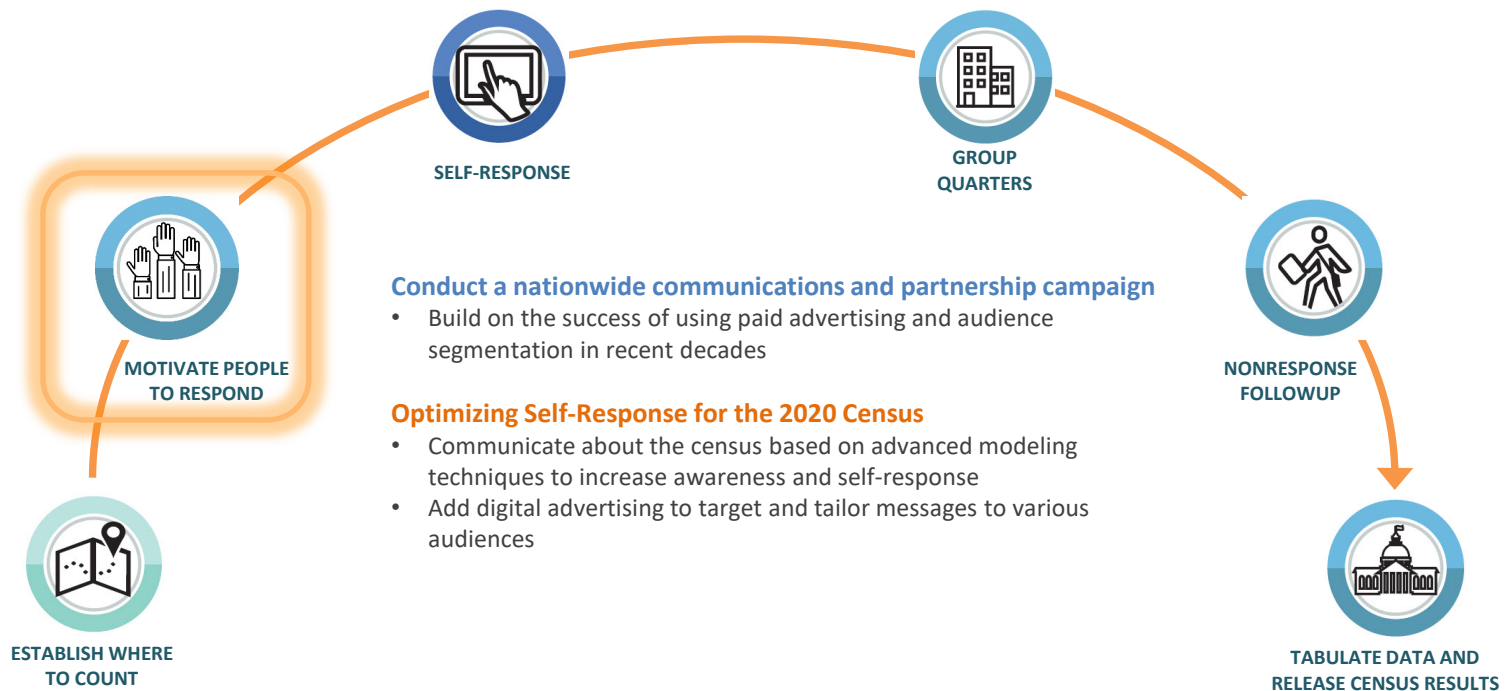 SELF-RESPONSE
GROUP
QUARTERS
MOTIVATE PEOPLE
TO RESPOND
Conduct a nationwide communications and partnership campaign
• Build on the success of using paid advertising and audience
segmentation in recent decades
Optimizing Self-Response for the 2020 Census
• Communicate about the census based on advanced modeling
techniques to increase awareness and self-response
• Add digital advertising to target and tailor messages to various
audiences
NONRESPONSE
FOLLOWUP
ESTABLISH WHERE
TO COUNT
TABULATE DATA AND
RELEASE CENSUS RESULTS